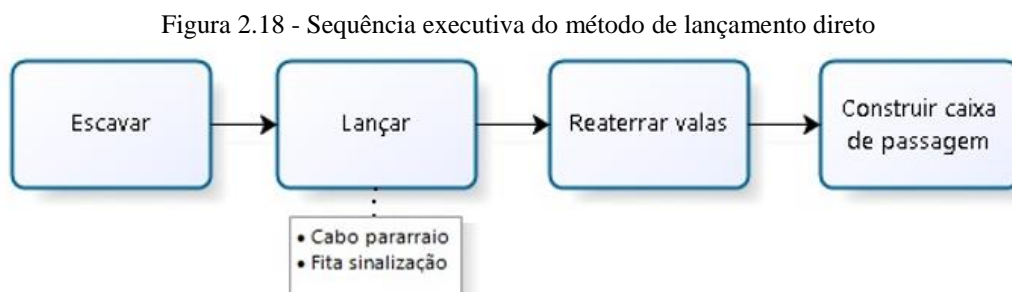 Figura 2.18 - Sequência executiva do método de lançamento direto
Escavar
Lançar
Reaterrar valas
Construir caixa
de passagem
• Cabo pararraio
• Fita sinalização